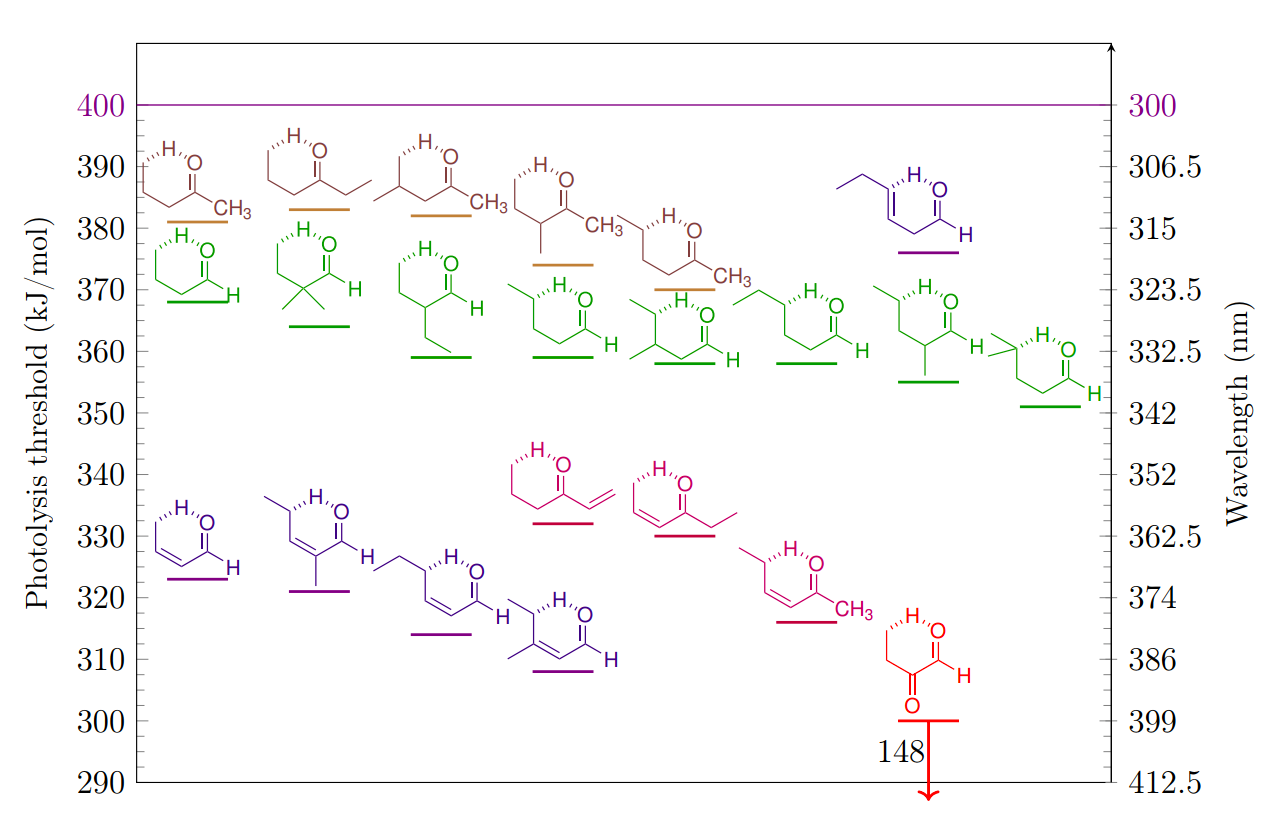 Photolysis threshold (kJ/mol)
Wavelength (nm)
400
390
380
370
360
350
340
330
320
310
300
290
300
306.5
315
323.5
332.5
342
352
362.5
374
386
399
412.5
H O CH3
H O
H O CH3
H O CH3
H O CH3
H O H
H O H
H O H
H O H
H O H
H O H
H O H
H O H
H O H
H O
H O
H O H
H O H
H O H
H O H
H O CH3
H O H O
148